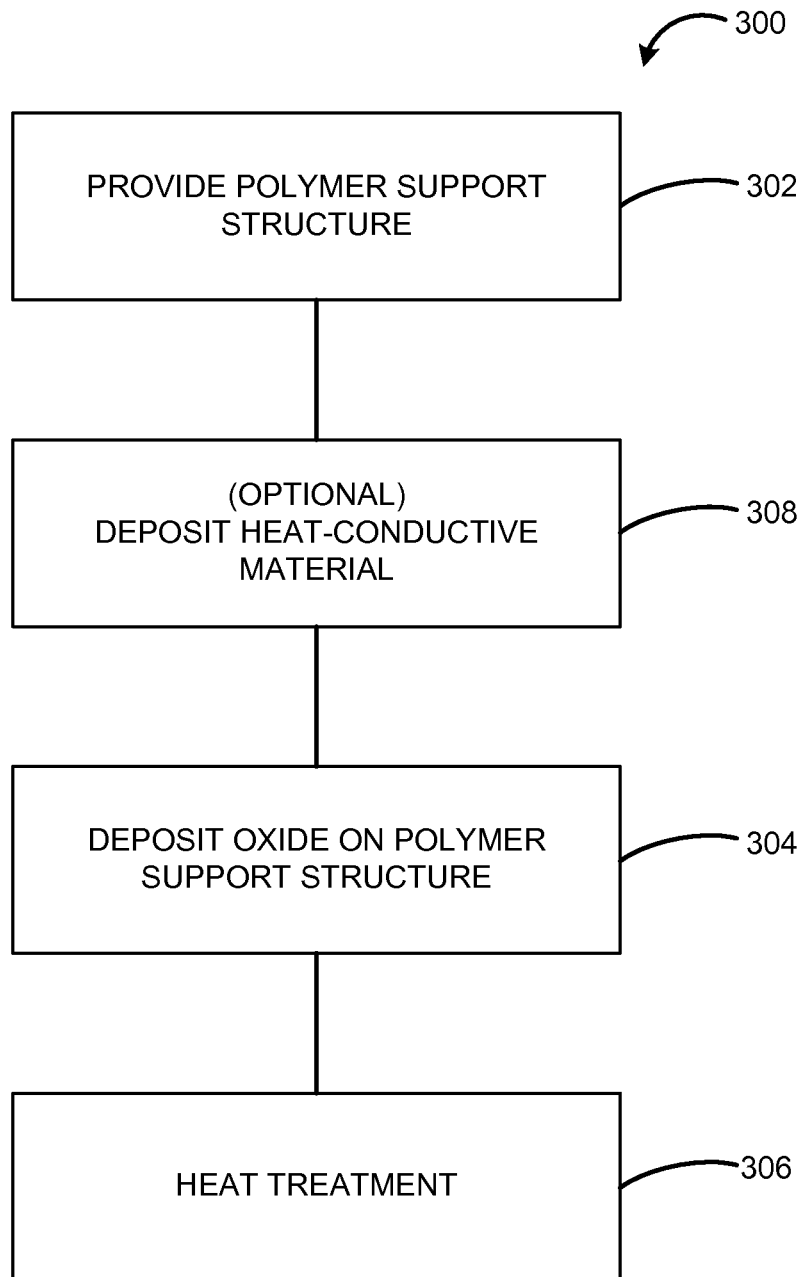 300
PROVIDE POLYMER SUPPORT
STRUCTURE
302
(OPTIONAL)
DEPOSIT HEAT-CONDUCTIVE
MATERIAL
308
DEPOSIT OXIDE ON POLYMER
SUPPORT STRUCTURE
304
HEAT TREATMENT
306